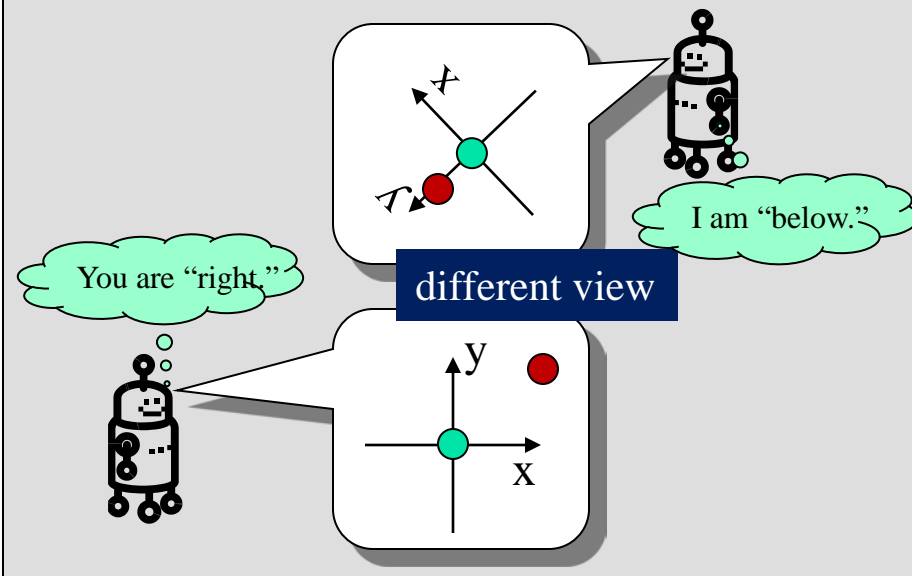 x
y
I am “below.”
You are “right.”
different view
y
x